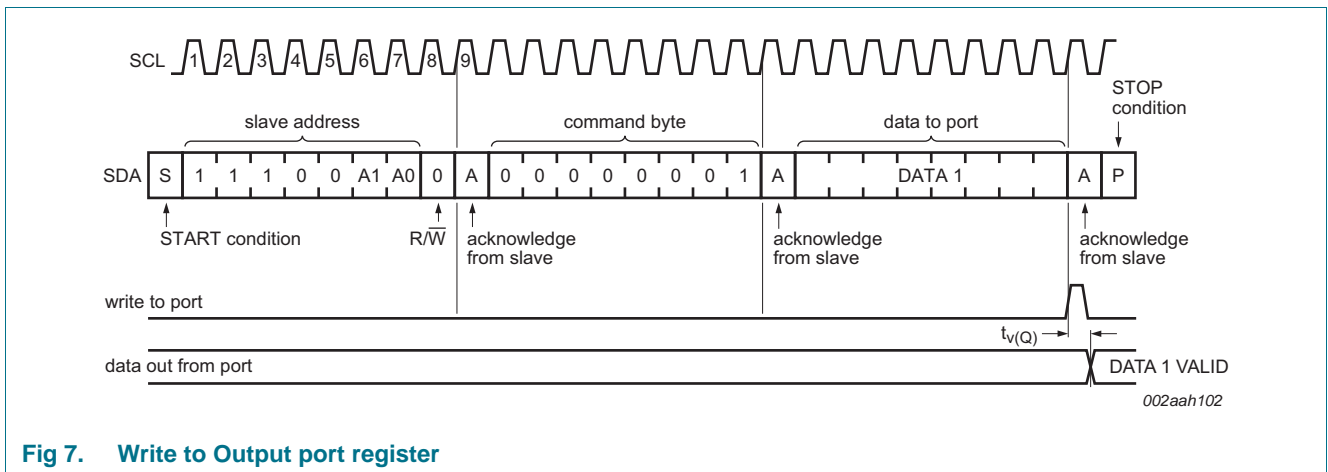 SCL 1 2 3 4 5 6 7 8 9
STOP
condition
slave address command byte data to port
SDA S 1 1 1 0 0 A1 A0 0 A 0 0 0 0 0 0 0 1 A DATA 1 A P
START condition R/W̅ acknowledge
from slave acknowledge
from slave acknowledge
from slave
write to port
tv(Q)
data out from port DATA 1 VALID
002aah102
Fig 7. Write to Output port register